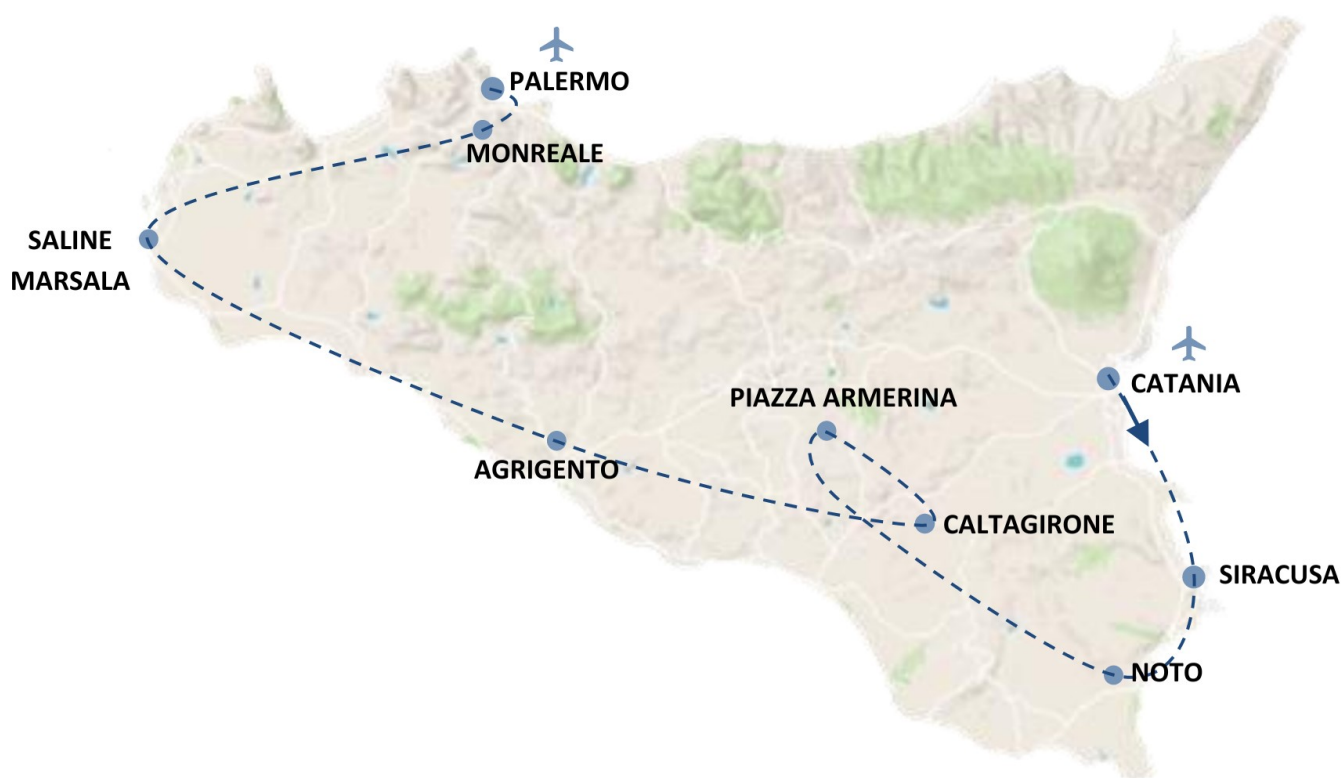 PALERMO
MONREALE
SALINE
MARSALA
CATANIA
PIAZZA ARMERINA
AGRIGENTO
CALTAGIRONE
SIRACUSA
NOTO